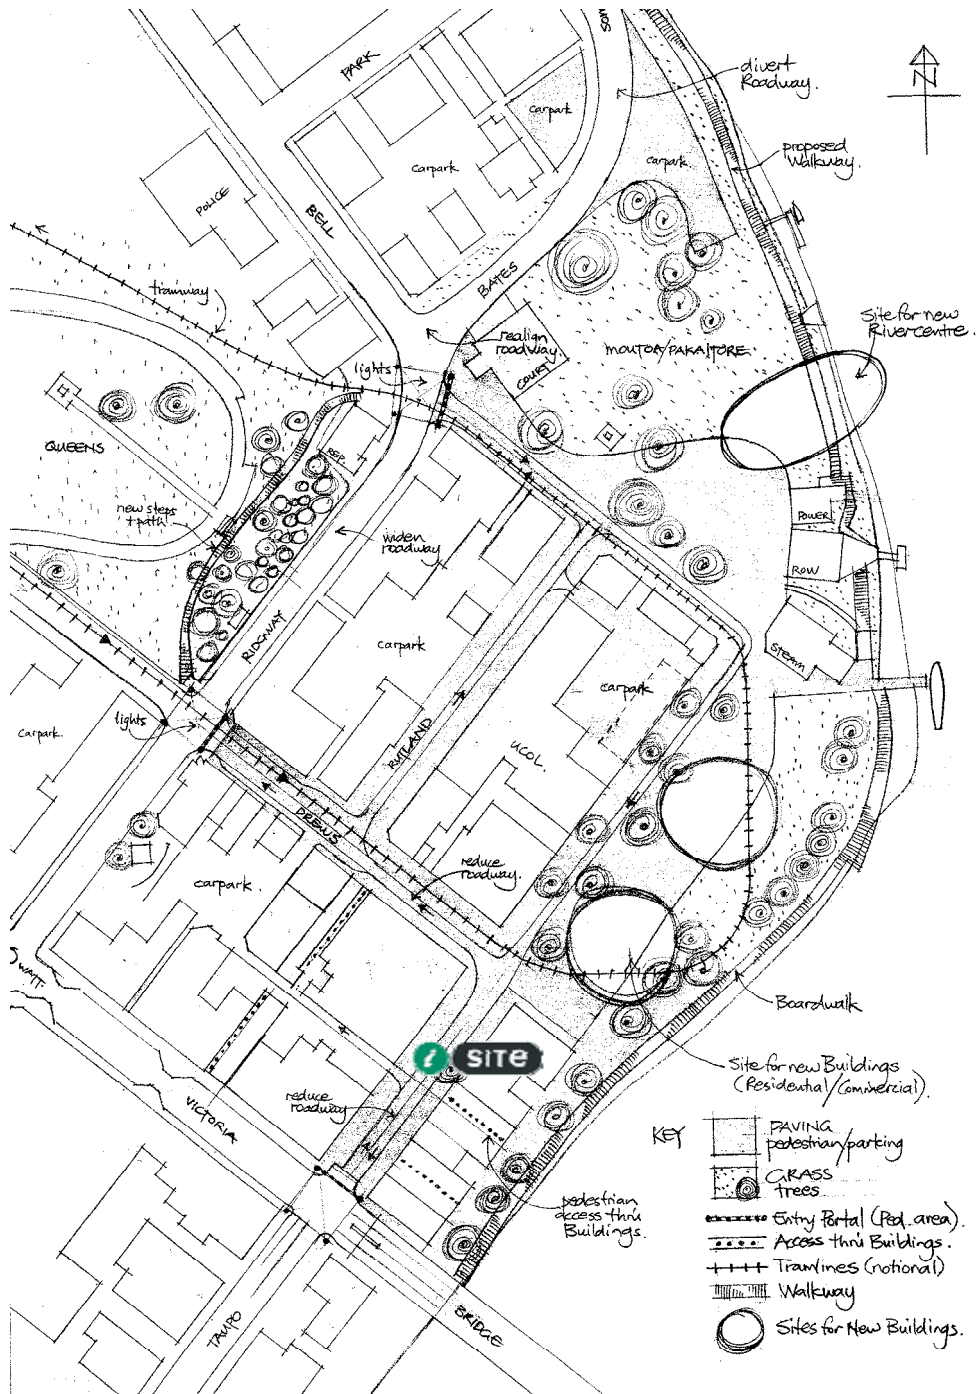 SOM
divert
Roadway.
N
PARK
carpark
carpark
carpark.
proposed
Walkway.
POLICE
BELL
BATES
tramway
Site for new
Rivercentre.
realign
roadway.
MOUTOA/PAKAITORE
lights
COURT
QUEENS
REP.
new steps
+ path
POWER
widen
roadway
ROW
RIDGWAY
carpark
STEAM
carpark
lights
carpark.
RUTLAND
UCOL.
DREWS
reduce
roadway.
carpark.
WATT
Boardwalk
i SITE
Site for new Buildings
(Residential/Commercial).
reduce
roadway
VICTORIA
KEY
PAVING
pedestrian/parking
GRASS
trees
pedestrian
access thru
Buildings.
Entry Portal (Ped. area).
Access thru Buildings.
Tramlines (notional)
Walkway
TAUPO
BRIDGE
Sites for New Buildings.